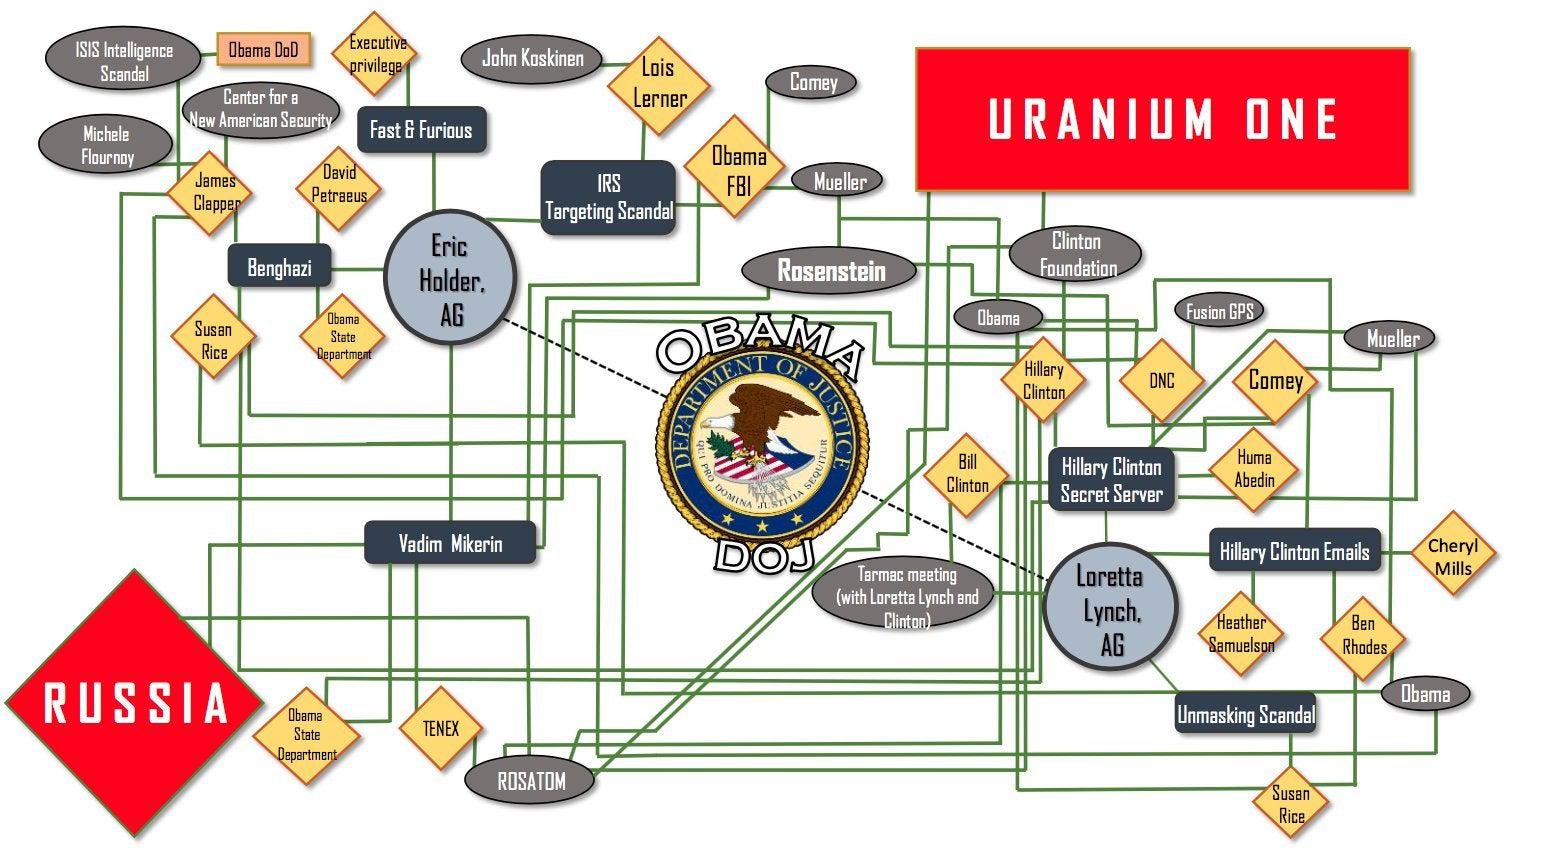 ISIS Intelligence
Scandal
Obama DoD
Executive
privilege
John Koskinen
Lois
Lerner
Comey
URANIUM ONE
Center for a
New American Security
Fast & Furious
Michele
Flournoy
Obama
FBI
James
Clapper
David
Petraeus
IRS
Targeting Scandal
Mueller
Eric
Holder,
AG
Benghazi
Rosenstein
Clinton
Foundation
Susan
Rice
Obama
State
Department
Obama
Fusion GPS
Mueller
OBAMA
DEPARTMENT OF JUSTICE
QUI PRO DOMINA JUSTITIA SEQUITUR
DOJ
Hillary
Clinton
DNC
Comey
Bill
Clinton
Hillary Clinton
Secret Server
Huma
Abedin
Vadim Mikerin
Hillary Clinton Emails
Cheryl
Mills
Tarmac meeting
(with Loretta Lynch and
Clinton)
Loretta
Lynch,
AG
Heather
Samuelson
Ben
Rhodes
RUSSIA
Obama
State
Department
TENEX
Obama
Unmasking Scandal
ROSATOM
Susan
Rice